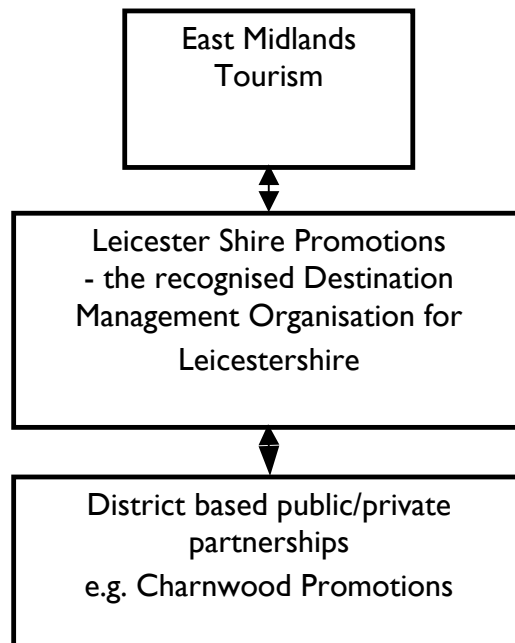 East Midlands
Tourism
Leicester Shire Promotions
- the recognised Destination
Management Organisation for
Leicestershire
District based public/private
partnerships
e.g. Charnwood Promotions